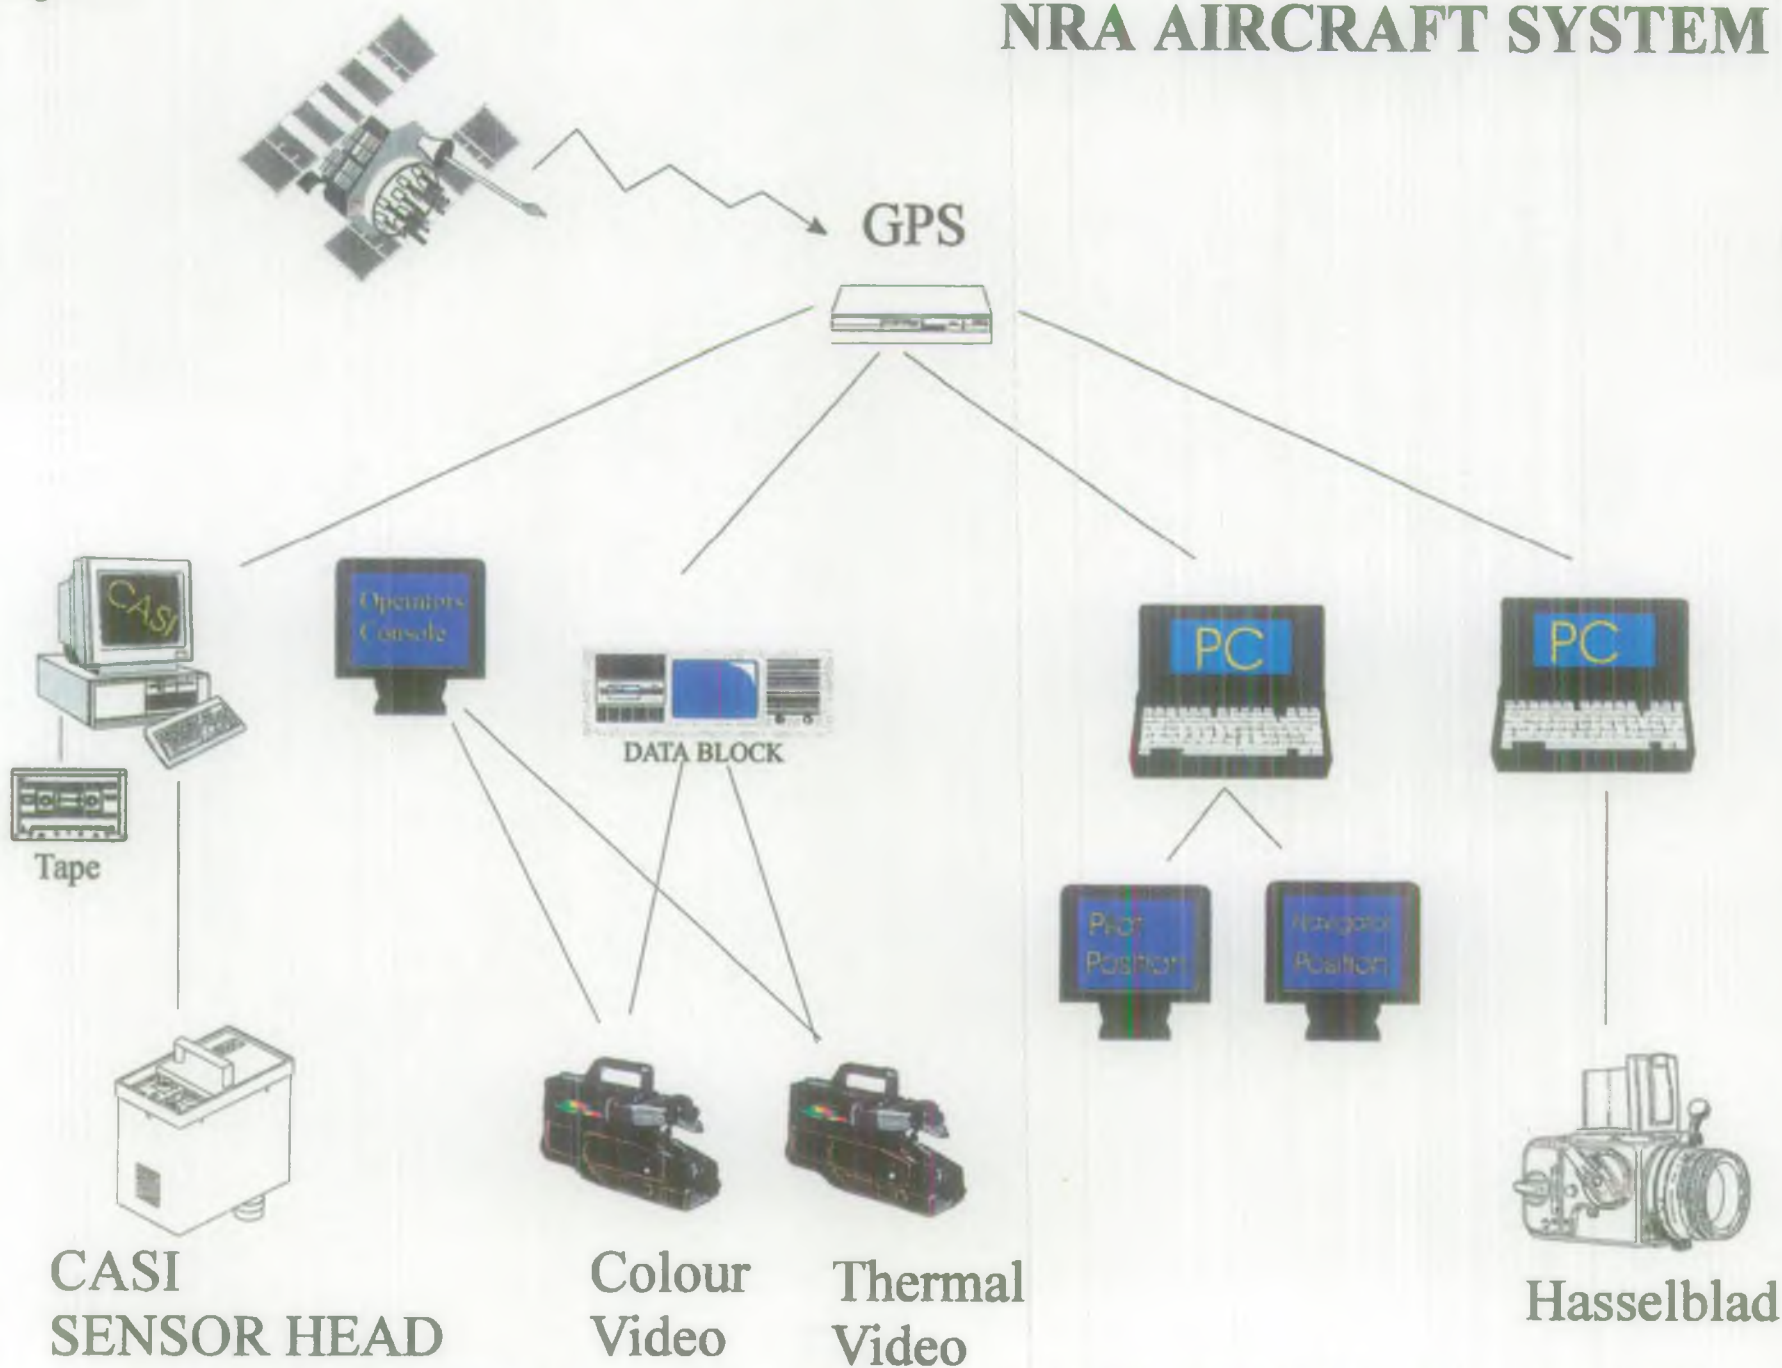 NRA AIRCRAFT SYSTEM
GPS
CASI
Operators
Console
PC
PC
DATA BLOCK
Tape
Pilot
Position
Navigator
Position
CASI
SENSOR HEAD
Colour
Video
Thermal
Video
Hasselblad